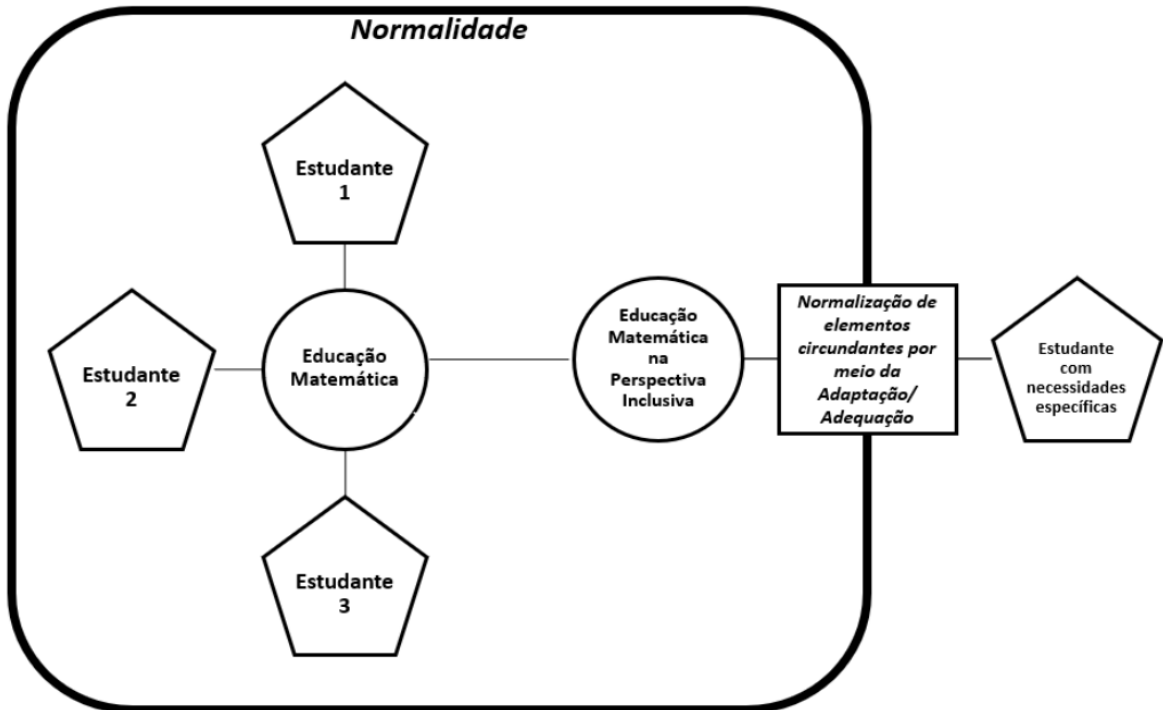 Normalidade
Estudante
1
Estudante
2
Educação
Matemática
Estudante
3
Educação
Matemática
na
Perspectiva
Inclusiva
Normalização de
elementos
circundantes por
meio da
Adaptação/
Adequação
Estudante
com
necessidades
específicas